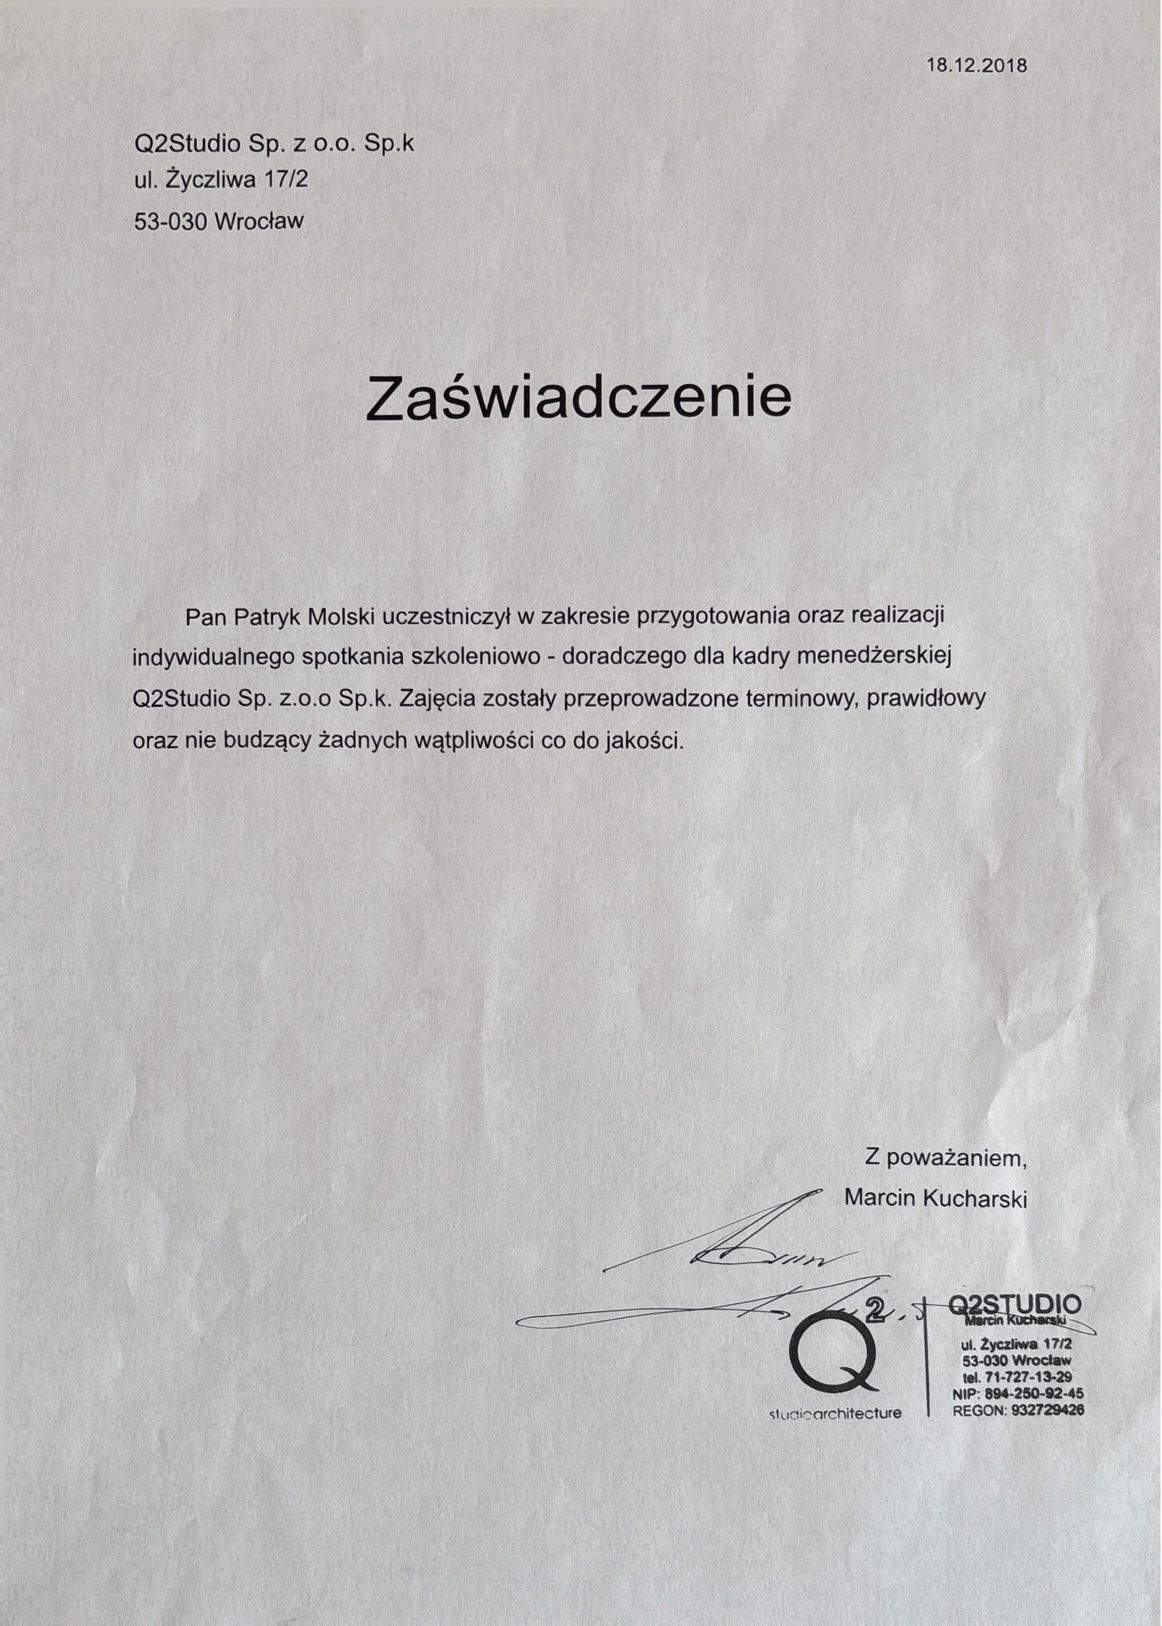 18.12.2018
Q2Studio Sp. z o.o. Sp.k
ul. Życzliwa 17/2
53-030 Wrocław
Zaświadczenie
Pan Patryk Molski uczestniczył w zakresie przygotowania oraz realizacji
indywidualnego spotkania szkoleniowo - doradczego dla kadry menedżerskiej
Q2Studio Sp. z.o.o Sp.k. Zajęcia zostały przeprowadzone terminowy, prawidłowy
oraz nie budzący żadnych wątpliwości co do jakości.
Z poważaniem,
Marcin Kucharski
Q2
studioarchitecture
Q2STUDIO
Marcin Kucharski
ul. Życzliwa 17/2
53-030 Wrocław
tel. 71-727-13-29
NIP: 894-250-92-45
REGON: 932729426